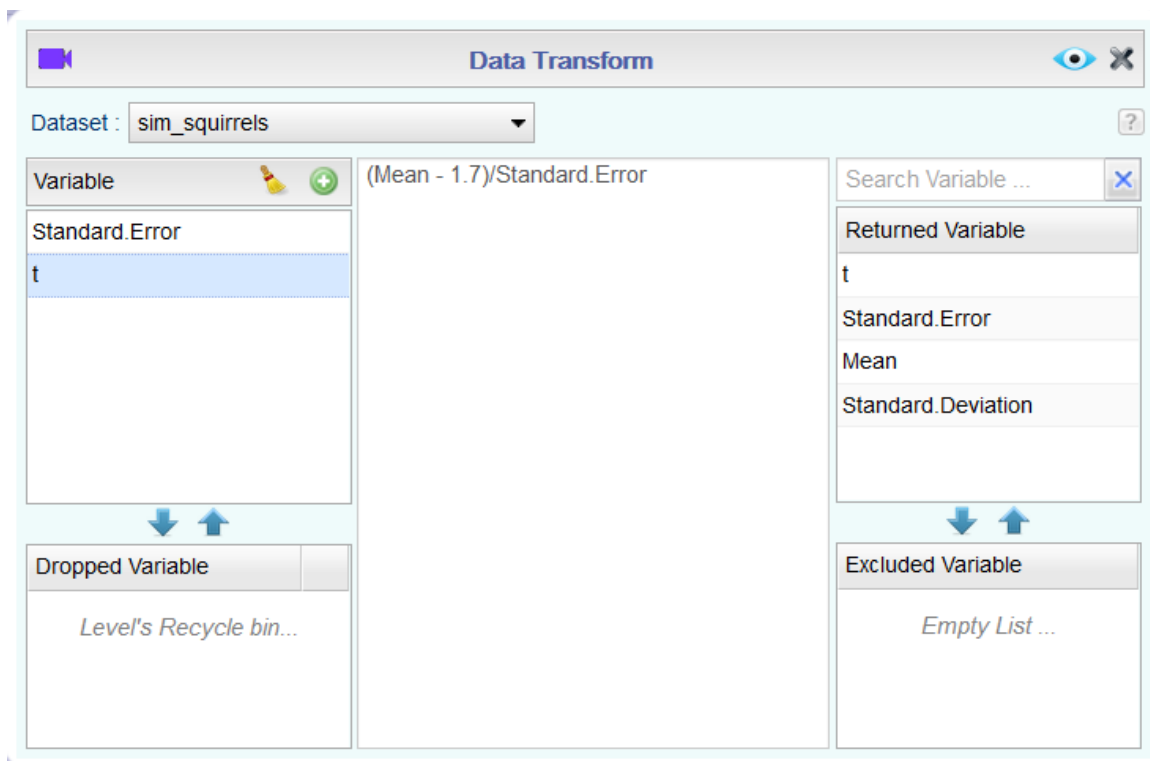 Data Transform
Dataset :
sim_squirrels
?
Variable
Standard.Error
t
Dropped Variable
Level's Recycle bin...
(Mean - 1.7)/Standard.Error
Search Variable ...
Returned Variable
t
Standard.Error
Mean
Standard.Deviation
Excluded Variable
Empty List ...